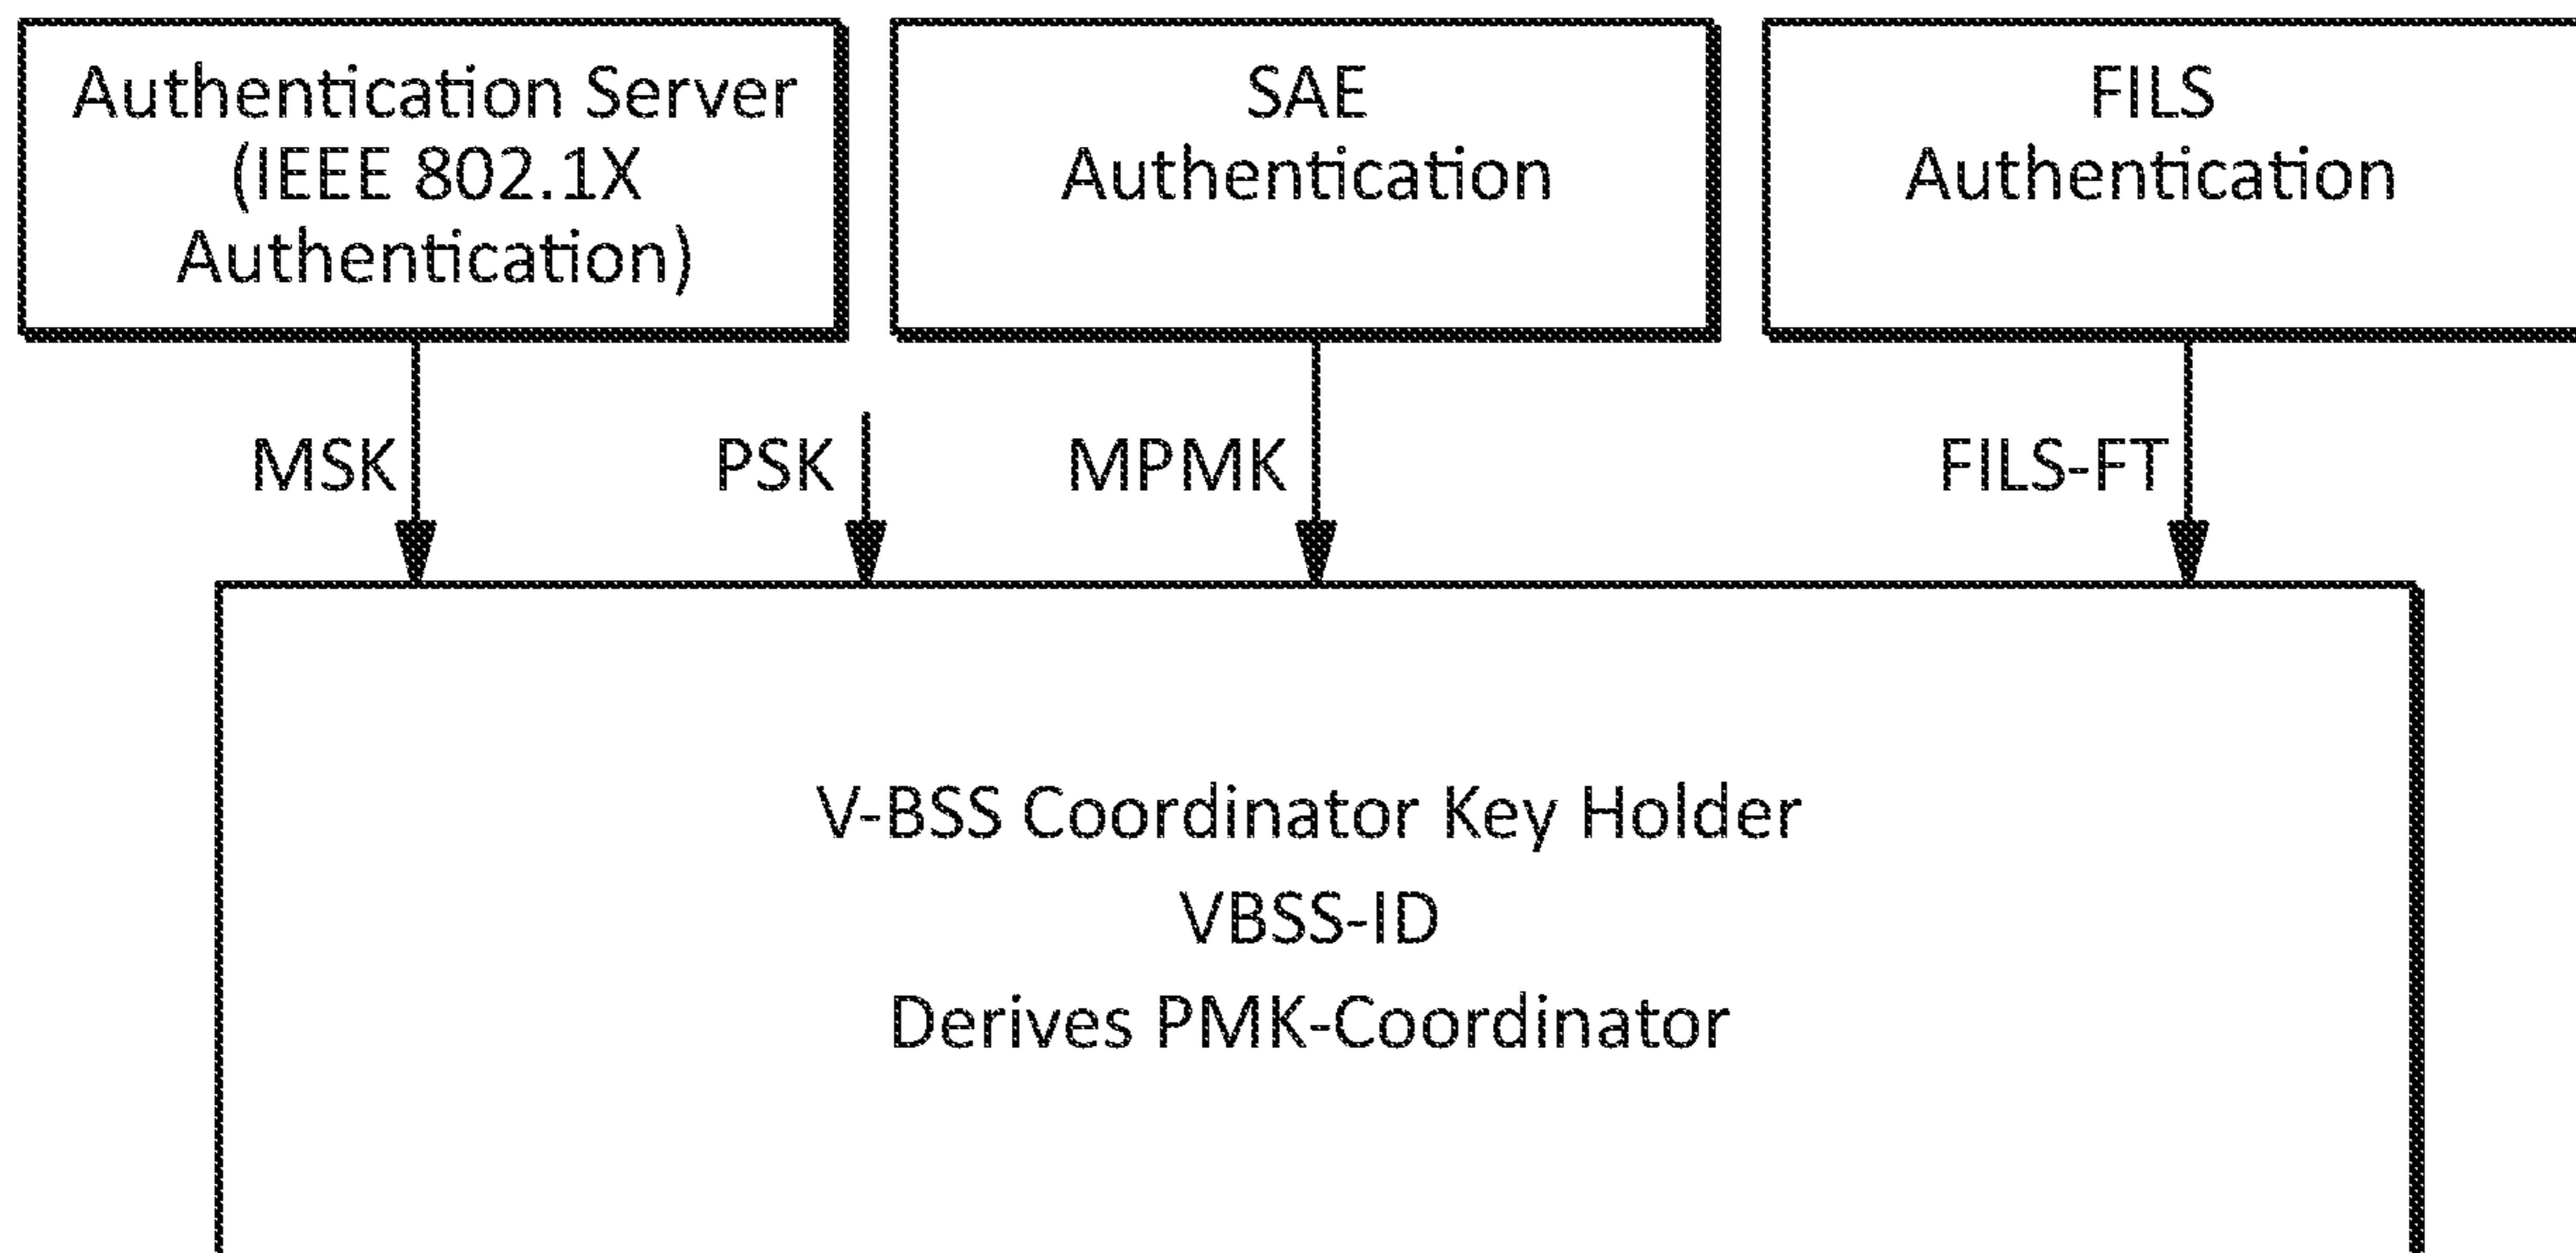 Authentication Server
(IEEE 802.1X
Authentication)
SAE
Authentication
FILS
Authentication
MSK
PSK
MPMK
FILS-FT
V-BSS Coordinator Key Holder
VBSS-ID
Derives PMK-Coordinator